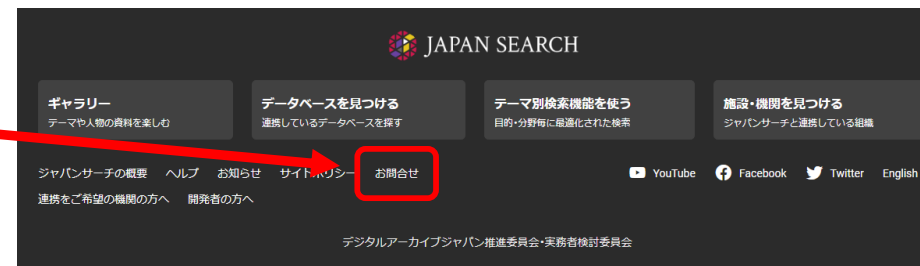 JAPAN SEARCH
ギャラリー
テーマや人物の資料を楽しむ
データベースを見つける
連携しているデータベースを探す
テーマ別検索機能を使う
目的・分野毎に最適化された検索
施設・機関を見つける
ジャパンサーチと連携している組織
ジャパンサーチの概要 ヘルプ お知らせ サイトポリシー お問合せ YouTube Facebook Twitter English
連携をご希望の機関の方へ 開発者の方へ
デジタルアーカイブジャパン推進委員会・実務者検討委員会